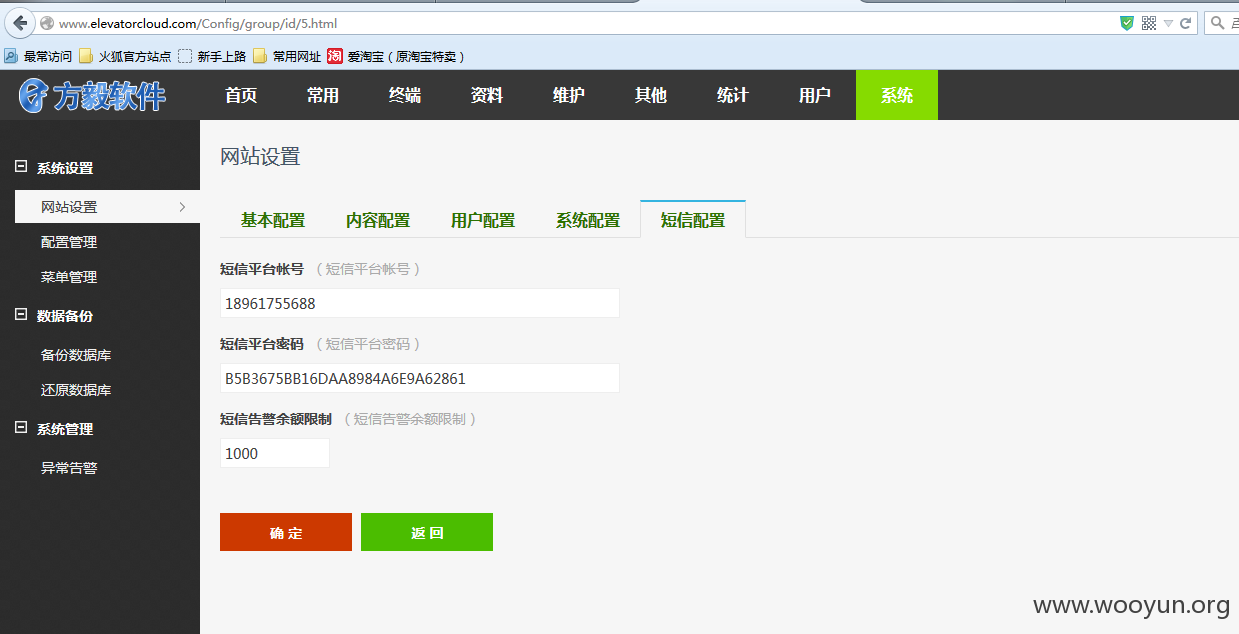 www.elevatorcloud.com/Config/group/id/5.html
最常访问 火狐官方站点 新手上路 常用网址 淘 爱淘宝（原淘宝特卖）
方毅软件 首页 常用 终端 资料 维护 其他 统计 用户 系统
系统设置
网站设置
配置管理
菜单管理
数据备份
备份数据库
还原数据库
系统管理
异常告警
网站设置
基本配置 内容配置 用户配置 系统配置 短信配置
短信平台帐号 （短信平台帐号）
18961755688
短信平台密码 （短信平台密码）
B5B3675BB16DAA8984A6E9A62861
短信告警余额限制 （短信告警余额限制）
1000
确 定 返 回
www.wooyun.org